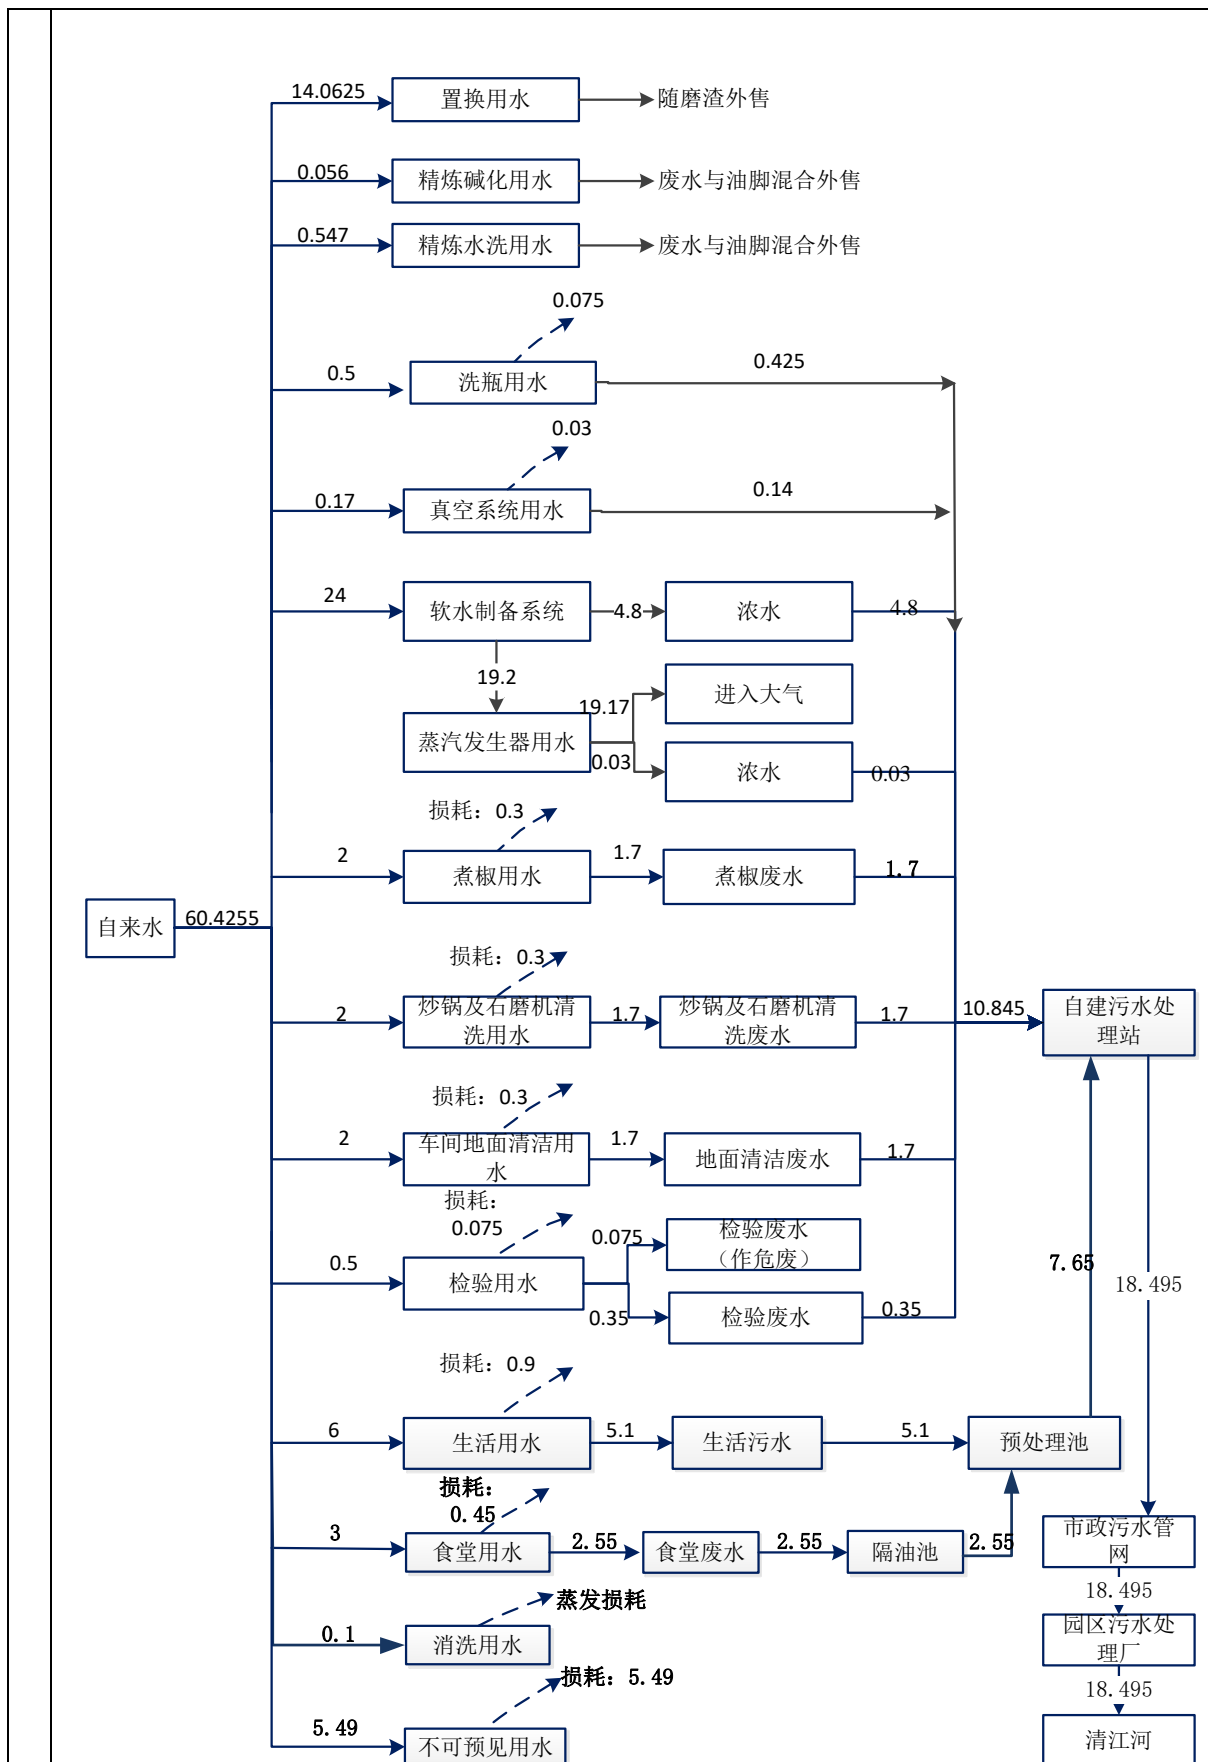 14.0625
置换用水
随磨渣外售
0.056
精炼碱化用水
废水与油脚混合外售
0.547
精炼水洗用水
废水与油脚混合外售
0.075
0.5
洗瓶用水
0.425
0.03
0.17
真空系统用水
0.14
24
软水制备系统
4.8
浓水
4.8
19.2
进入大气
19.17
蒸汽发生器用水
0.03
浓水
0.03
损耗：0.3
2
煮椒用水
1.7
煮椒废水
1.7
自来水
60.4255
损耗：0.3
2
炒锅及石磨机清
洗用水
1.7
炒锅及石磨机清
洗废水
1.7
10.845
自建污水处
理站
损耗：0.3
2
车间地面清洁用
水
1.7
地面清洁废水
1.7
损耗：
0.075
0.5
检验用水
0.075
检验废水
（作危废）
0.35
检验废水
0.35
7.65
18.495
损耗：0.9
6
生活用水
5.1
生活污水
5.1
预处理池
损耗：
0.45
3
食堂用水
2.55
食堂废水
2.55
隔油池
2.55
市政污水管
网
18.495
蒸发损耗
0.1
消洗用水
园区污水处
理厂
18.495
损耗：5.49
5.49
不可预见用水
清江河